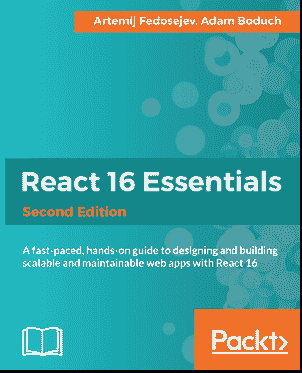 Artemij Fedosejev, Adam Boduch
React 16 Essentials
Second Edition
A fast-paced, hands-on guide to designing and building
scalable and maintainable web apps with React 16
Packt>